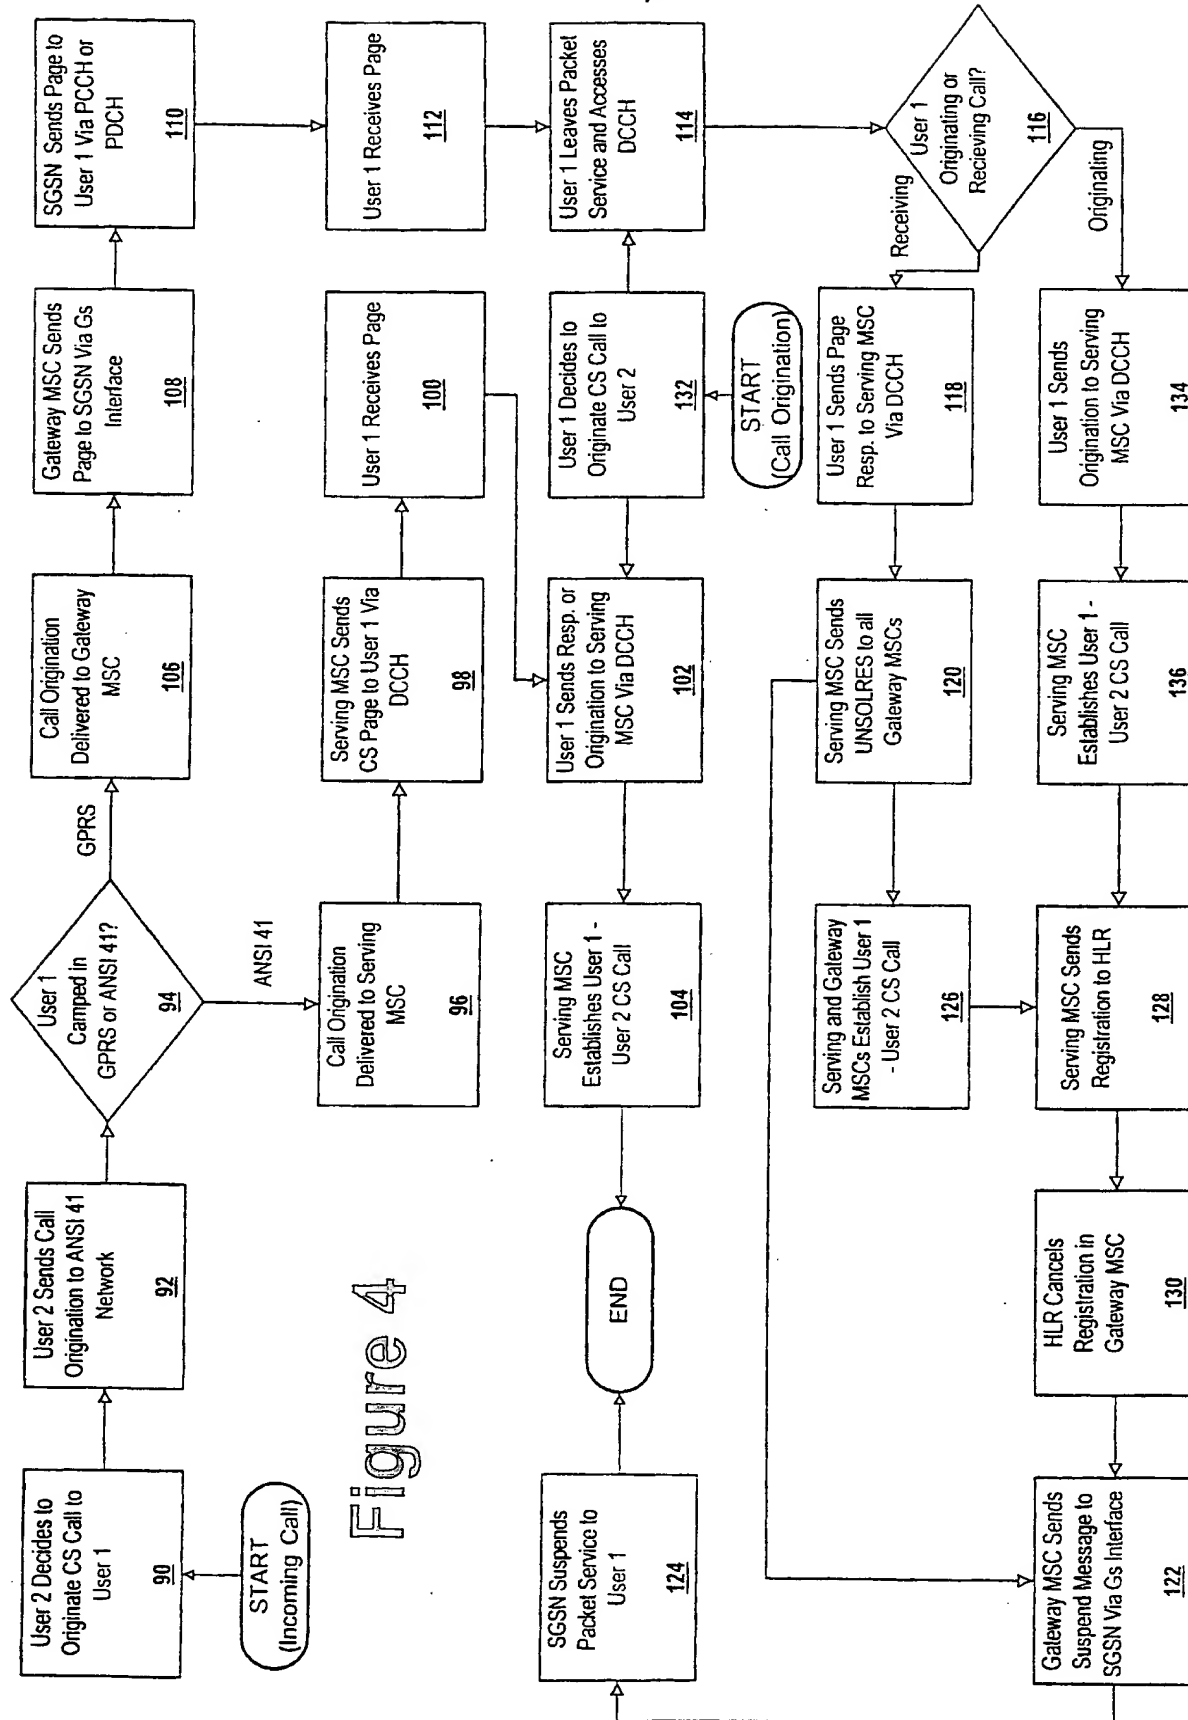 START
(Incoming Call)
User 2 Decides to
Originate CS Call to
User 1
90
User 2 Sends Call
Origination to ANSI 41
Network
92
User 1
Camped in
GPRS or ANSI 41?
94
GPRS
ANSI 41
Call Origination
Delivered to Gateway
MSC
106
Gateway MSC Sends
Page to SGSN Via Gs
Interface
108
SGSN Sends Page to
User 1 Via PCCH or
PDCH
110
Call Origination
Delivered to Serving
MSC
96
Serving MSC Sends
CS Page to User 1 Via
DCCH
98
User 1 Receives Page
100
User 1 Receives Page
112
Figure 4
SGSN Suspends
Packet Service to
User 1
124
END
Serving MSC
Establishes User 1 -
User 2 CS Call
104
User 1 Sends Resp. or
Origination to Serving
MSC Via DCCH
102
User 1 Decides to
Originate CS Call to
User 2
132
User 1 Leaves Packet
Service and Accesses
DCCH
114
START
(Call Origination)
Serving and Gateway
MSCs Establish User 1
- User 2 CS Call
126
Serving MSC Sends
UNSOLRES to all
Gateway MSCs
120
User 1 Sends Page
Resp. to Serving MSC
Via DCCH
118
Receiving
User 1
Originating or
Recieving Call?
116
Originating
Gateway MSC Sends
Suspend Message to
SGSN Via Gs Interface
122
HLR Cancels
Registration in
Gateway MSC
130
Serving MSC Sends
Registration to HLR
128
Serving MSC
Establishes User 1 -
User 2 CS Call
136
User 1 Sends
Origination to Serving
MSC Via DCCH
134